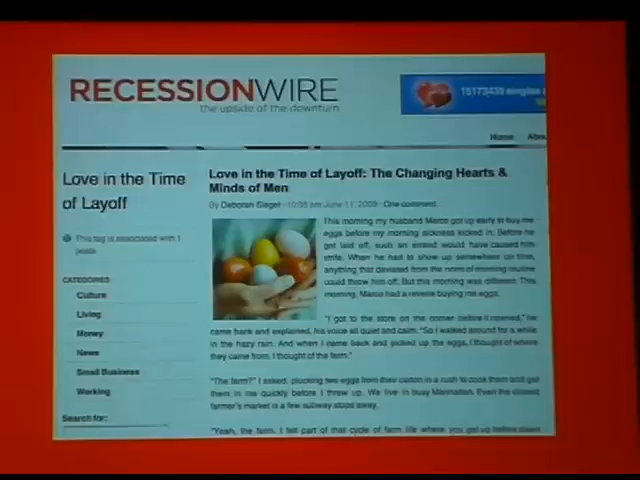 RECESSIONWIRE
the upside of the downturn
15173439 singles
Home
Love in the Time
of Layoff
This tag is associated with 1
posts
CATEGORIES
Culture
Living
Money
News
Small Business
Working
Search for:
Love in the Time of Layoff: The Changing Hearts &
Minds of Men
By Deborah Siegel · 10:05 am June 11, 2009 · One comment
This morning my husband Marco got up early to buy me
eggs before my morning sickness kicked in. Before he
got laid off, such an errand would have caused him
strife. When he had to show up somewhere on time,
anything that deviated from the norm of morning routine
could throw him off. But this morning was different. This
morning, Marco had a reverie buying me eggs.
"I got to the store on the corner before it opened," he
came back and explained, his voice all quiet and calm. "So I walked around for a while
in the hazy rain. And when I came back and picked up the eggs, I thought of where
they came from. I thought of the farm."
"The farm?" I asked, plucking two eggs from their carton in a rush to cook them and get
them in me quickly before I threw up. We live in busy Manhattan. Even the closest
farmer's market is a few subway stops away.
"Yeah, the farm. I felt part of that cycle of farm life where you get up before dawn